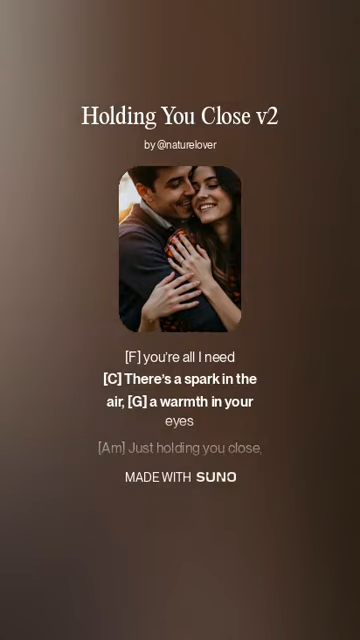 Holding You Close v2
by @naturelover
[F] you're all I need
[C] There's a spark in the
air, [G] a warmth in your
eyes
[Am] Just holding you close,
MADE WITH SUNO